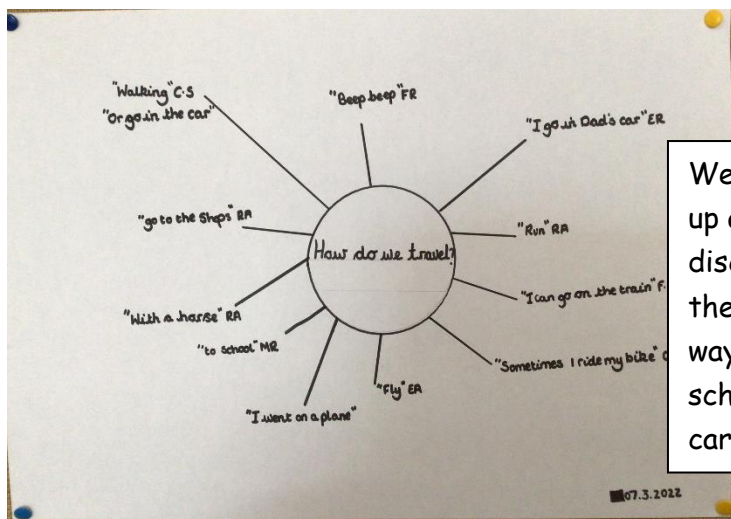 "Walking" C.S
"Or go in the car"
"Beep beep" FR
"I go in Dad's car" ER
"go to the Shops" RA
"Run" RA
How do we travel?
"I can go on the train" F.
"With a horse" RA
"to school" MR
"Sometimes I ride my bike"
"Fly" EA
"I went on a plane"
07.3.2022
We
up
the
way
car